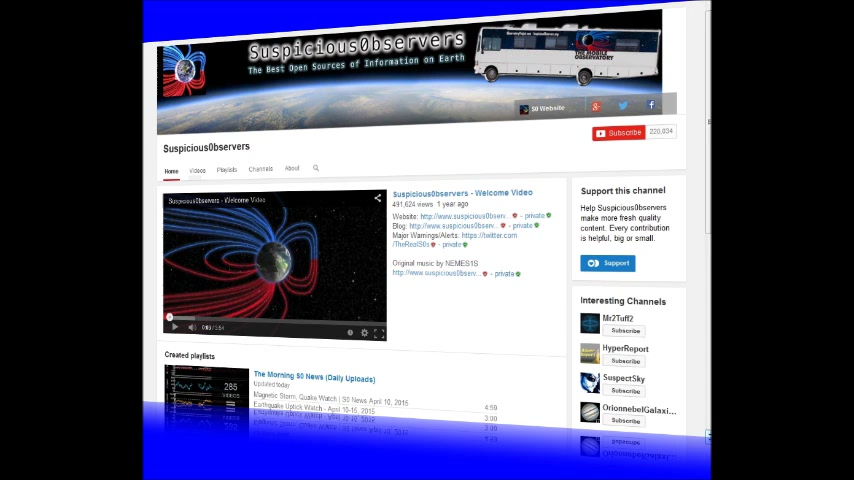 Suspicious0bservers
The Best Open Sources of Information on Earth
THE MOBILE
OBSERVATORY
S0 Website
Subscribe 220,034
Suspicious0bservers
Home Videos Playlists Channels About
Suspicious0bservers - Welcome Video
Suspicious0bservers - Welcome Video
491,624 views 1 year ago
Website: http://www.suspicious0bserv... - private
Blog: http://www.suspicious0bserv... - private
Major Warnings/Alerts: https://twitter.com
/TheRealS0s - private
Original music by NEMES1S
http://www.suspicious0bserv... - private
Support this channel
Help Suspicious0bservers
make more fresh quality
content. Every contribution
is helpful, big or small.
Support
Interesting Channels
Mr2Tuff2
Subscribe
HyperReport
Subscribe
SuspectSky
Subscribe
OrionnebelGalaxi...
Subscribe
Created playlists
285
VIDEOS
The Morning S0 News (Daily Uploads)
Updated today
Magnetic Storm, Quake Watch | S0 News April 10, 2015 4:59
Earthquake Uptick Watch - April 10-16, 2015 3:00